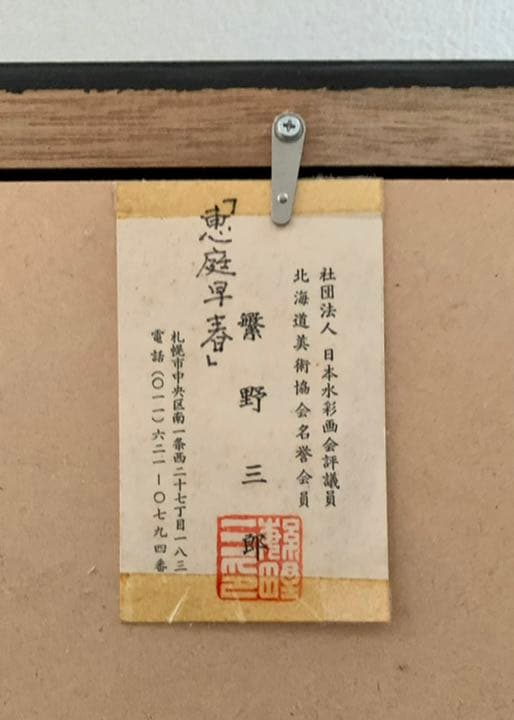 社団法人 日本水彩画会評議員
北海道美術協会名誉会員
繁野三郎
「恵庭早春」
札幌市中央区南一条西二十七丁目一八三
電話(〇一一)六二一-〇七九四番